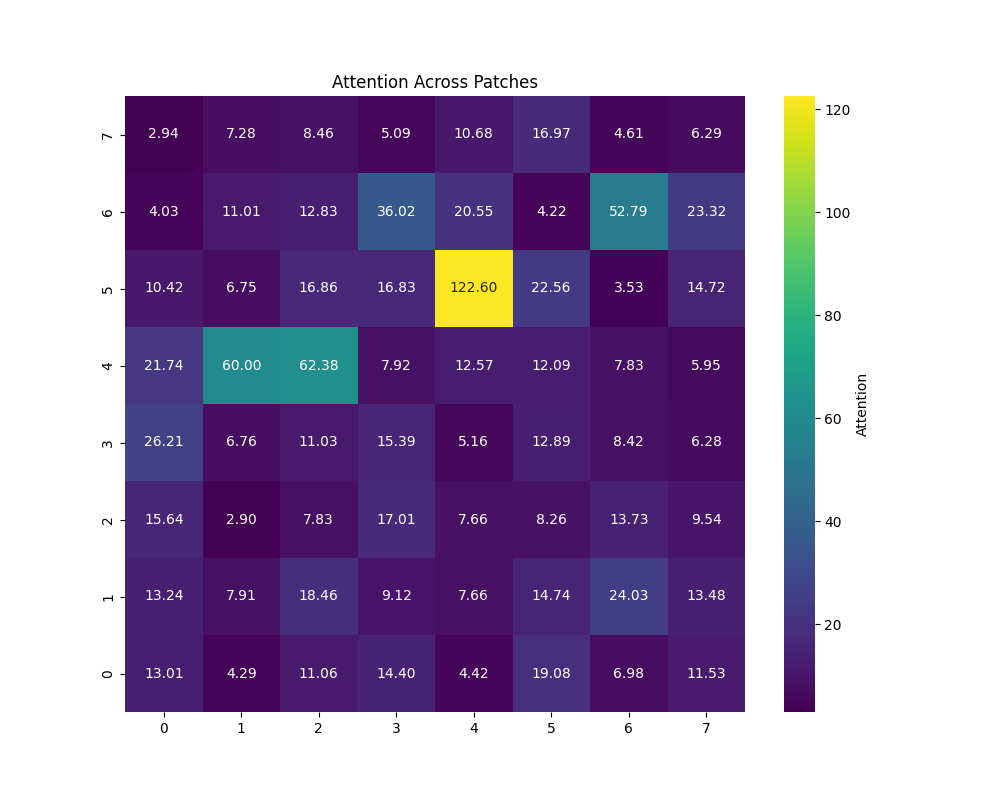 Attention Across Patches
7 2.94 7.28 8.46 5.09 10.68 16.97 4.61 6.29
6 4.03 11.01 12.83 36.02 20.55 4.22 52.79 23.32
5 10.42 6.75 16.86 16.83 122.60 22.56 3.53 14.72
4 21.74 60.00 62.38 7.92 12.57 12.09 7.83 5.95
3 26.21 6.76 11.03 15.39 5.16 12.89 8.42 6.28
2 15.64 2.90 7.83 17.01 7.66 8.26 13.73 9.54
1 13.24 7.91 18.46 9.12 7.66 14.74 24.03 13.48
0 13.01 4.29 11.06 14.40 4.42 19.08 6.98 11.53
0 1 2 3 4 5 6 7
120
100
80
60
40
20
Attention